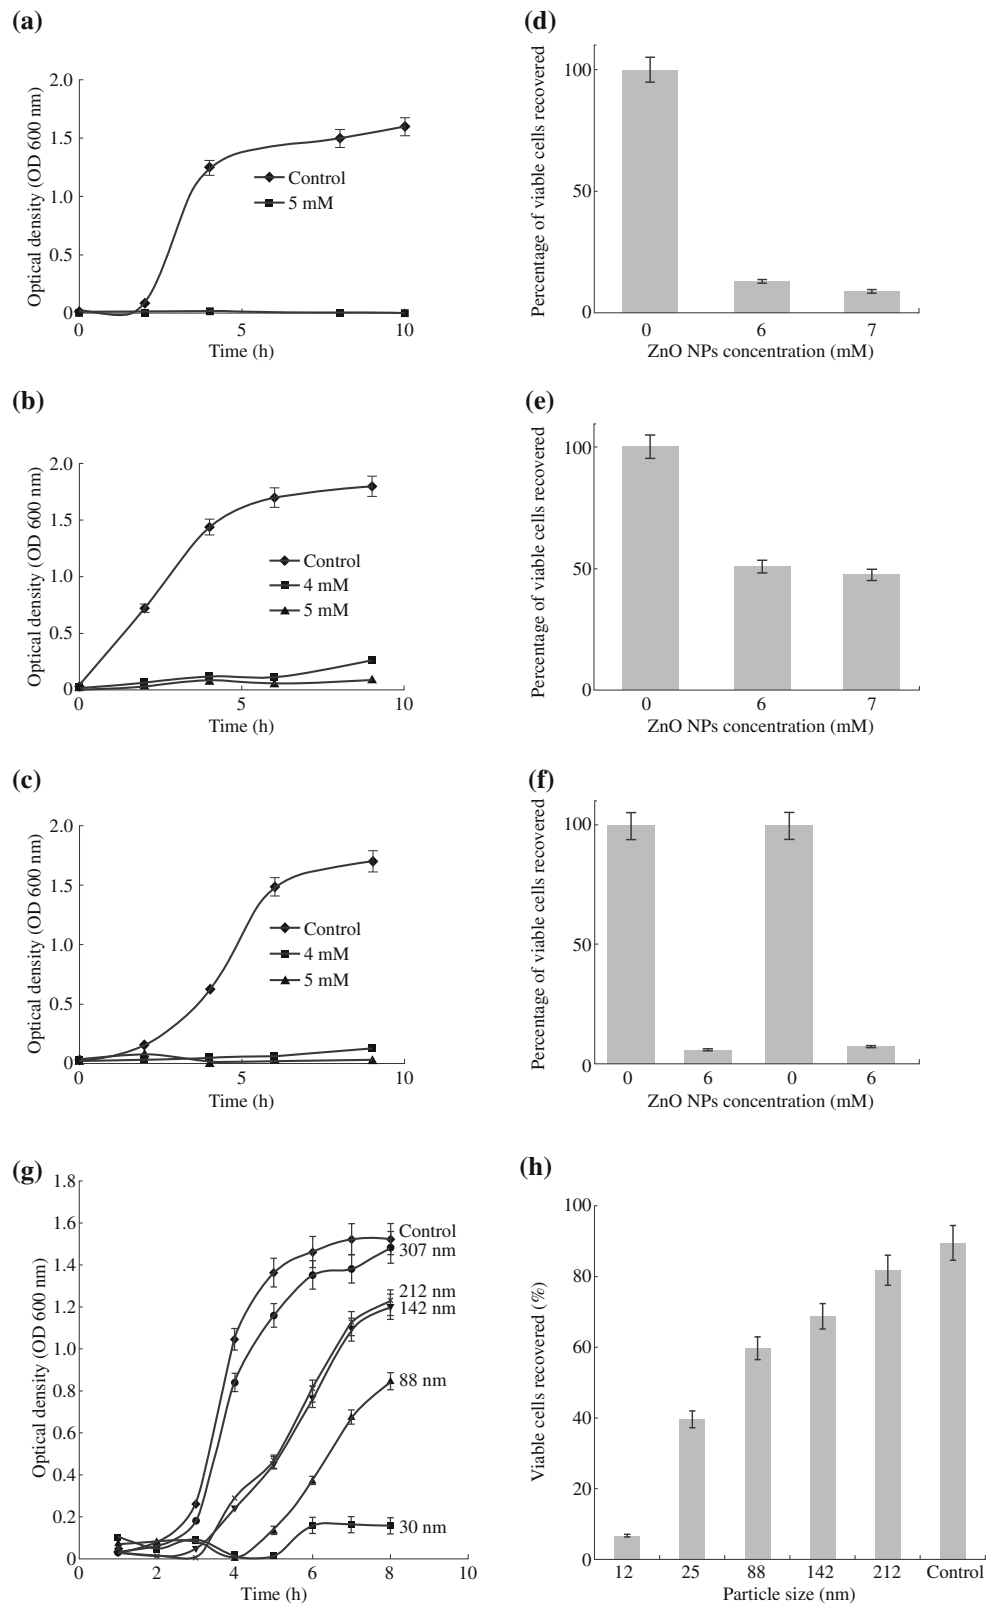 (a)
Optical density (OD 600 nm)
2.0
1.5
1.0
0.5
0
0 5 10
Time (h)
Control
5 mM
(d)
Percentage of viable cells recovered
100
50
0
0 6 7
ZnO NPs concentration (mM)
(b)
Optical density (OD 600 nm)
2.0
1.5
1.0
0.5
0
0 5 10
Time (h)
Control
4 mM
5 mM
(e)
Percentage of viable cells recovered
100
50
0
0 6 7
ZnO NPs concentration (mM)
(c)
Optical density (OD 600 nm)
2.0
1.5
1.0
0.5
0
0 5 10
Time (h)
Control
4 mM
5 mM
(f)
Percentage of viable cells recovered
100
50
0
0 6 0 6
ZnO NPs concentration (mM)
(g)
Optical density (OD 600 nm)
1.8
1.6
1.4
1.2
1.0
0.8
0.6
0.4
0.2
0
0 2 4 6 8 10
Time (h)
Control
307 nm
212 nm
142 nm
88 nm
30 nm
(h)
Viable cells recovered (%)
100
80
60
40
20
0
12 25 88 142 212 Control
Particle size (nm)